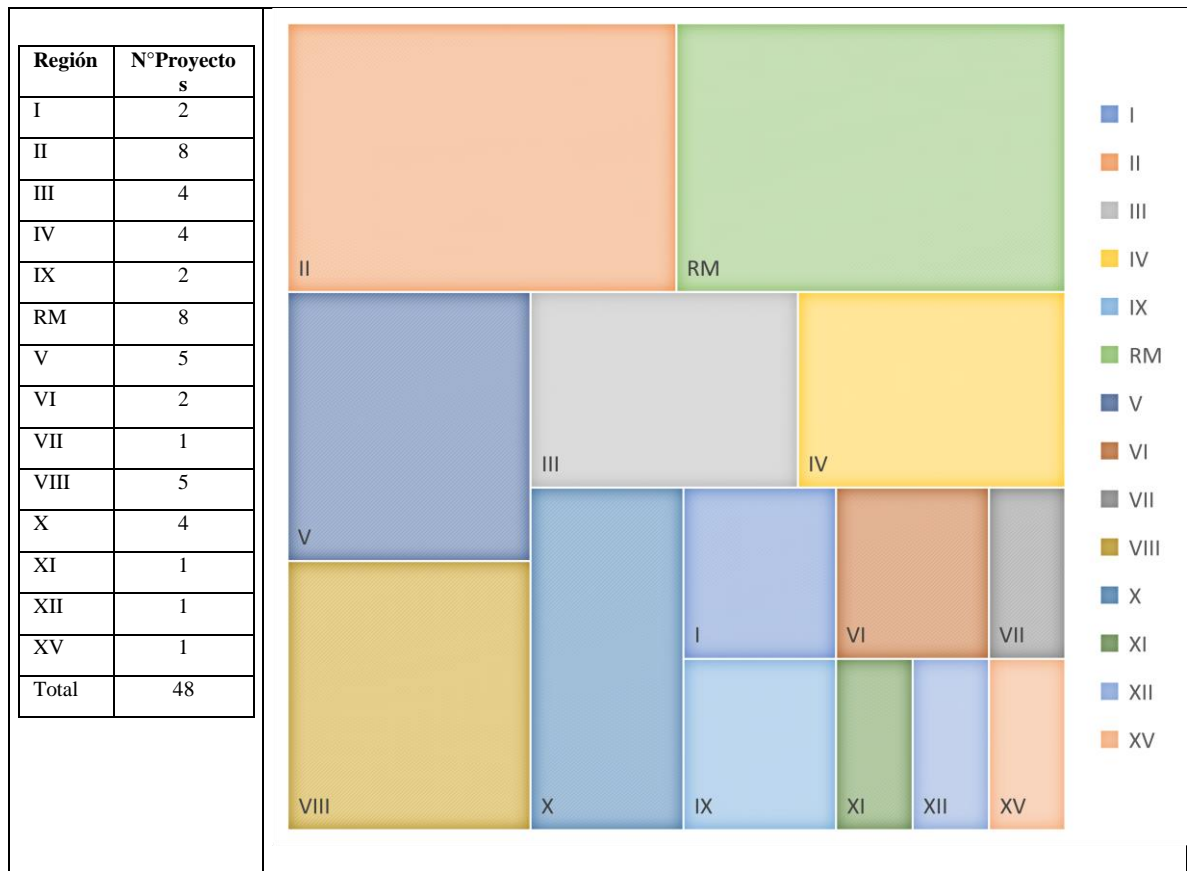 Región N°Proyecto
s
I 2
II 8
III 4
IV 4
IX 2
RM 8
V 5
VI 2
VII 1
VIII 5
X 4
XI 1
XII 1
XV 1
Total 48
II RM
III IV
V
I VI VII
VIII X IX XI XII XV
I
II
III
IV
IX
RM
V
VI
VII
VIII
X
XI
XII
XV